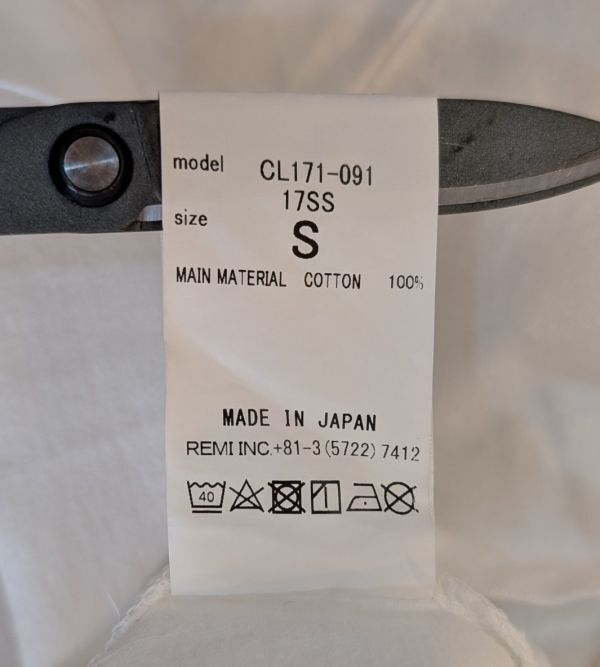 model CL171-091
17SS
size S
MAIN MATERIAL COTTON 100%
MADE IN JAPAN
REMI INC.+81-3(5722)7412
40